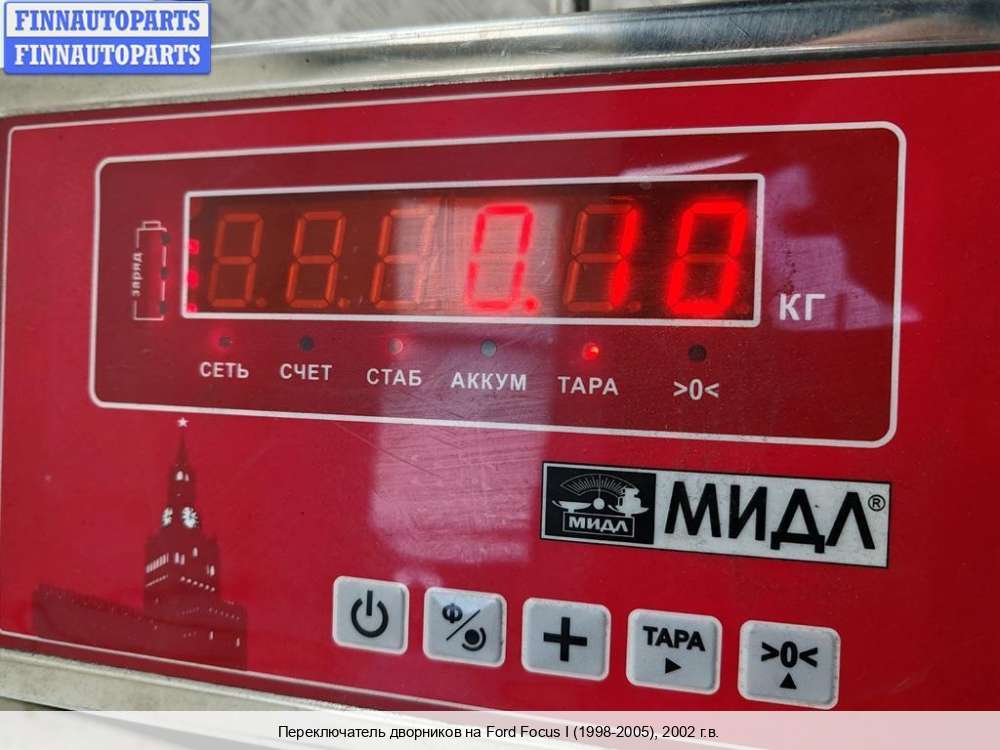 FINNAUTOPARTS
FINNAUTOPARTS
0.10
КГ
заряд
СЕТЬ СЧЕТ СТАБ АККУМ ТАРА >0<
МИДЛ МИДЛ®
Ф ТАРА >0<
Переключатель дворников на Ford Focus I (1998-2005), 2002 г.в.